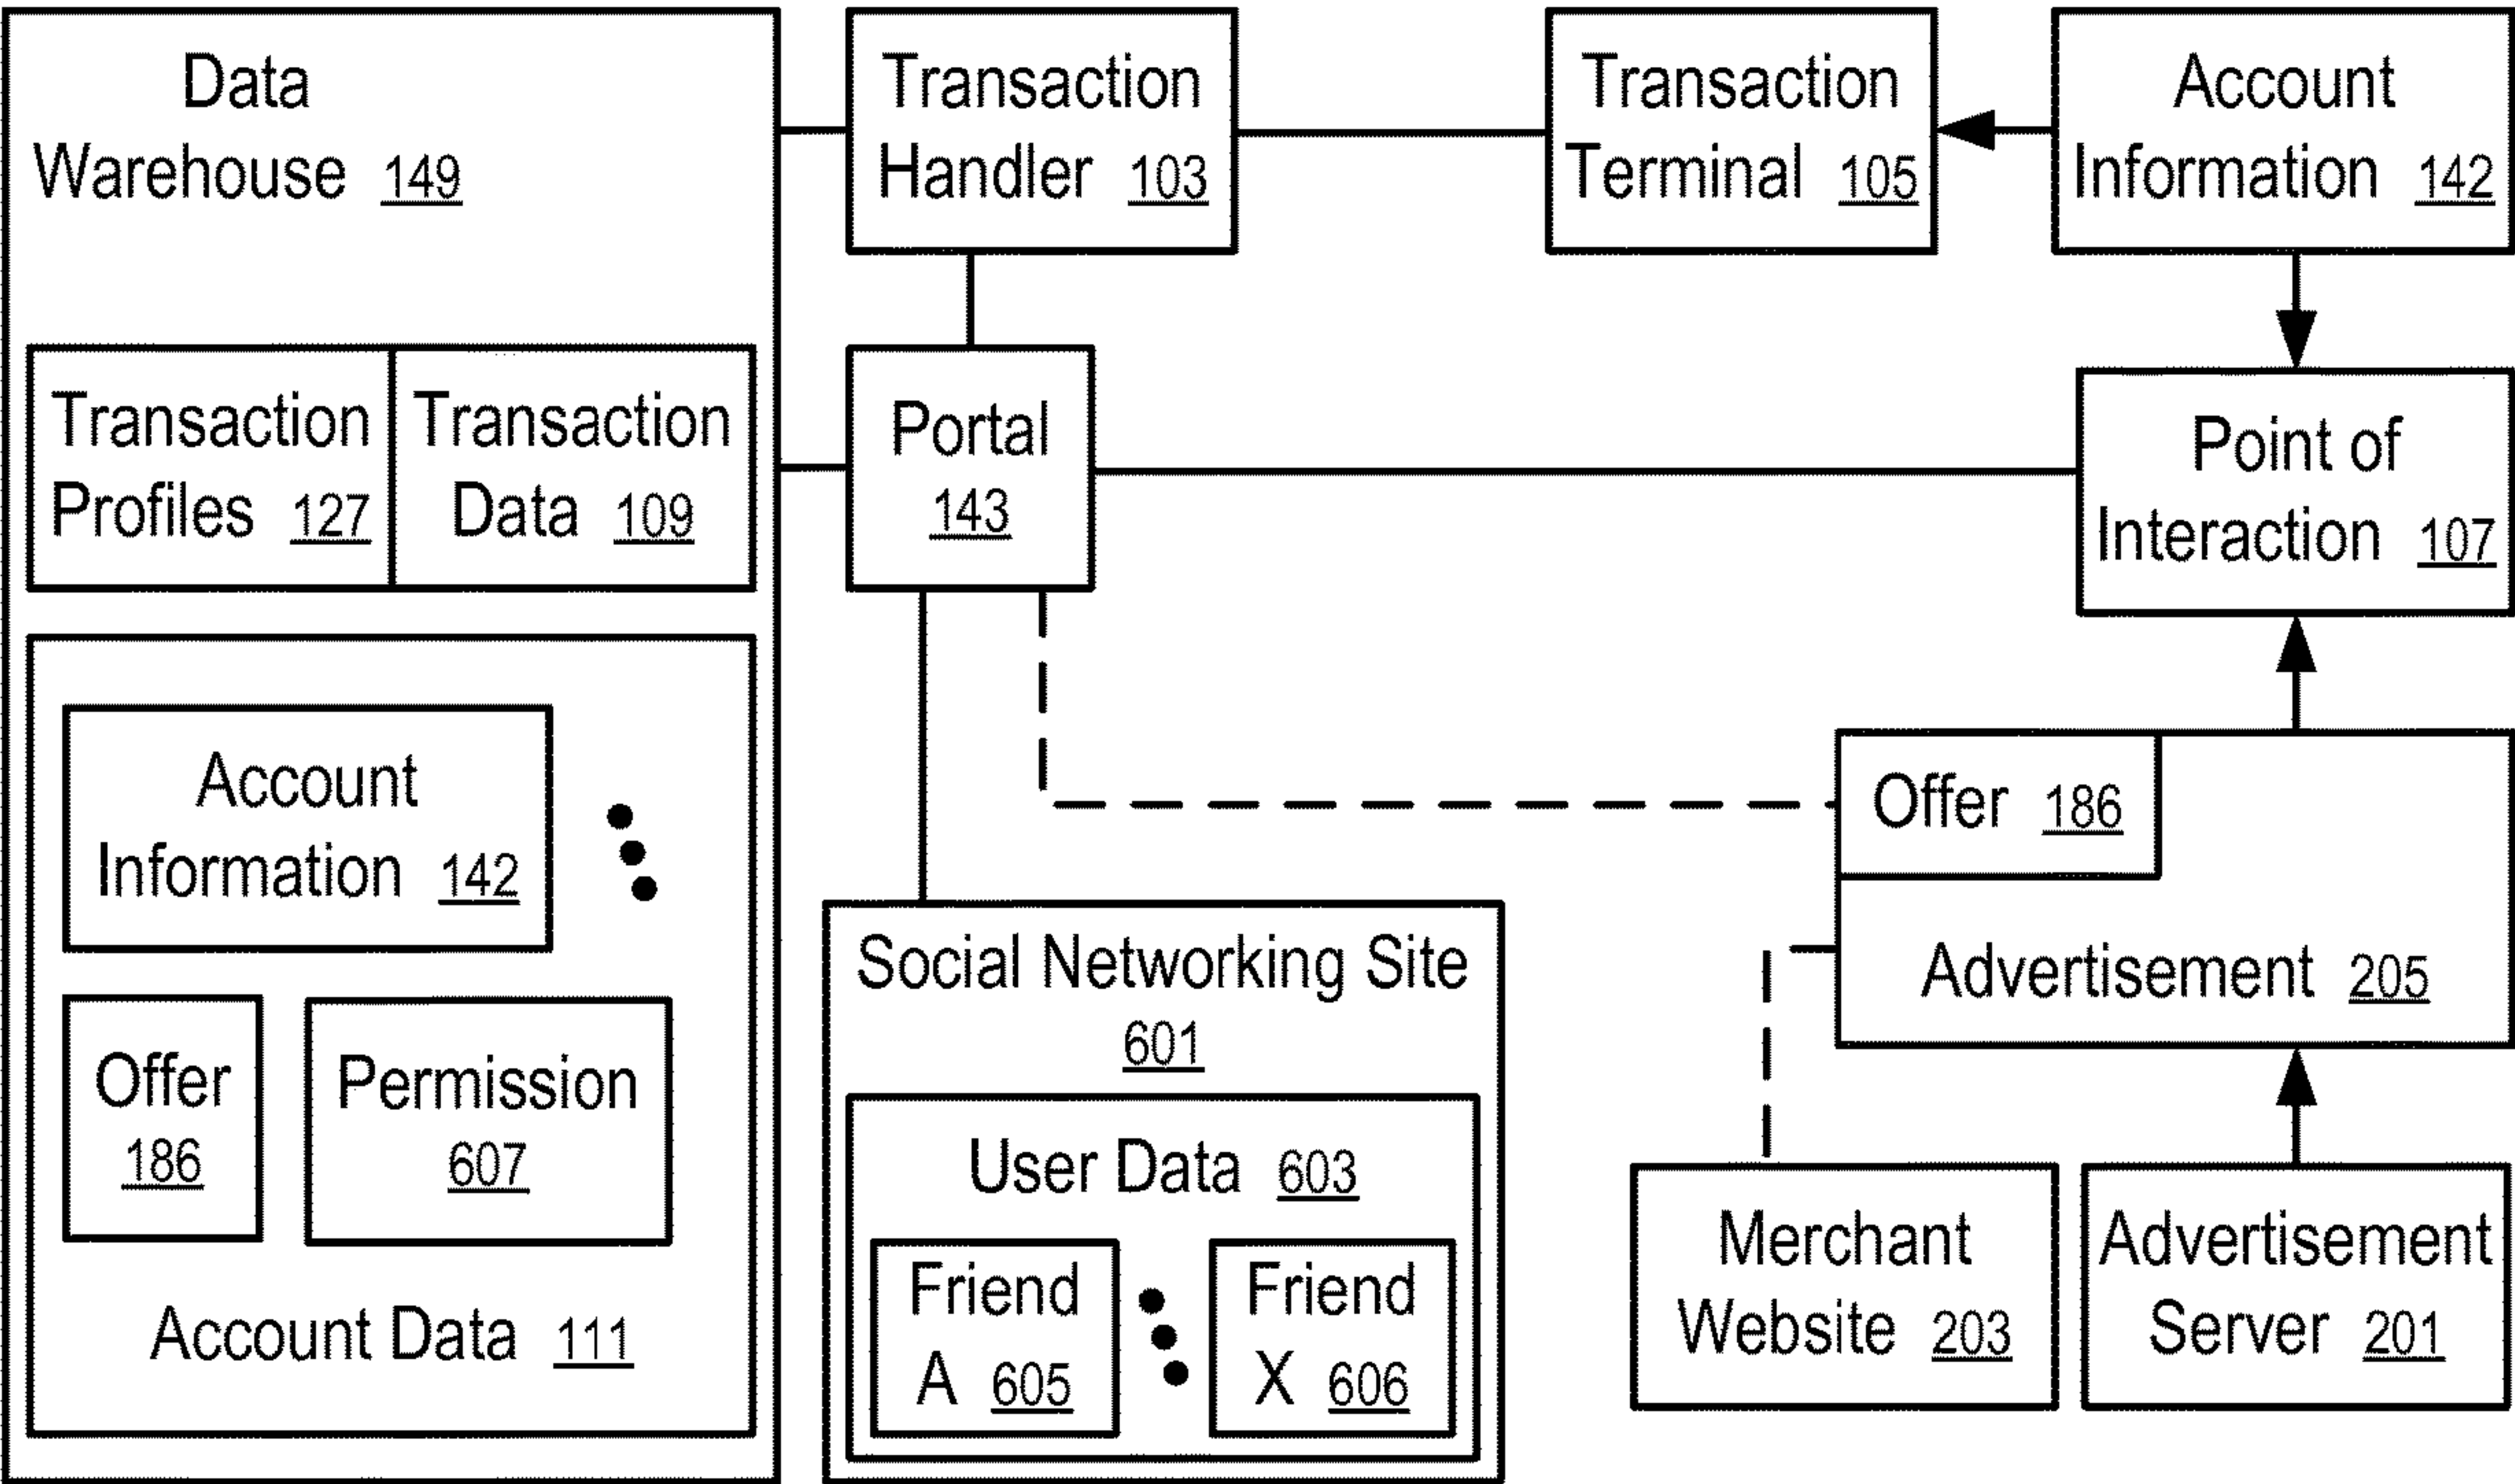 Data
Warehouse 149
Transaction
Handler 103
Transaction
Terminal 105
Account
Information 142
Transaction
Profiles 127
Transaction
Data 109
Portal
143
Point of
Interaction 107
Account
Information 142
Offer
186
Permission
607
Account Data 111
Social Networking Site
601
User Data 603
Friend
A 605
Friend
X 606
Offer 186
Advertisement 205
Merchant
Website 203
Advertisement
Server 201